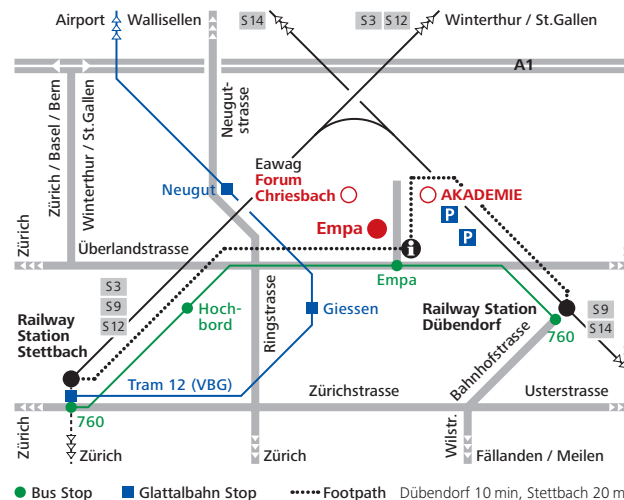 Airport
Wallisellen
S14
S3
S12
Winterthur / St.Gallen
A1
Neugut-
strasse
Zürich / Basel / Bern
Winterthur / St.Gallen
Eawag
Forum
Chriesbach
Neugut
AKADEMIE
P
P
Empa
i
Zürich
Überlandstrasse
Empa
S3
S9
S12
Hoch-
bord
Ringstrasse
Giessen
Railway Station
Dübendorf
S9
S14
760
Railway
Station
Stettbach
Bahnhofstrasse
Tram 12 (VBG)
Zürichstrasse
Usterstrasse
760
Zürich
Zürich
Zürich
Wilstr.
Fällanden / Meilen
Bus Stop
Glattalbahn Stop
Footpath
Dübendorf 10 min, Stettbach 20 m